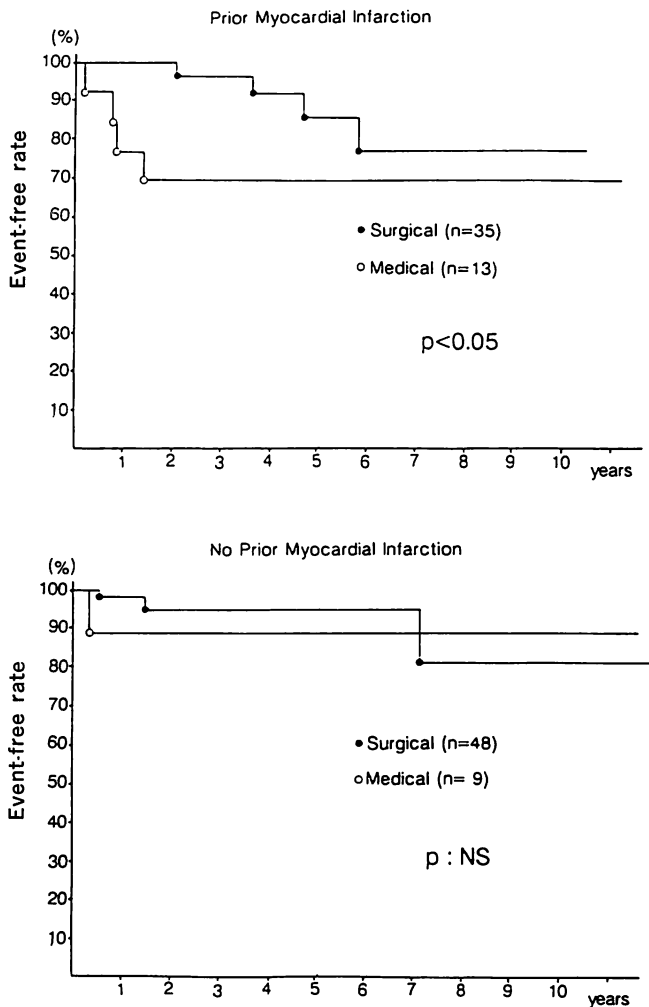 Prior Myocardial Infarction
(%)
100
90
80
70
60
50
40
30
20
10
Event-free rate
● Surgical (n=35)
○ Medical (n=13)
p<0.05
1 2 3 4 5 6 7 8 9 10 years
No Prior Myocardial Infarction
(%)
100
90
80
70
60
50
40
30
20
10
Event-free rate
● Surgical (n=48)
○ Medical (n= 9)
p : NS
1 2 3 4 5 6 7 8 9 10 years